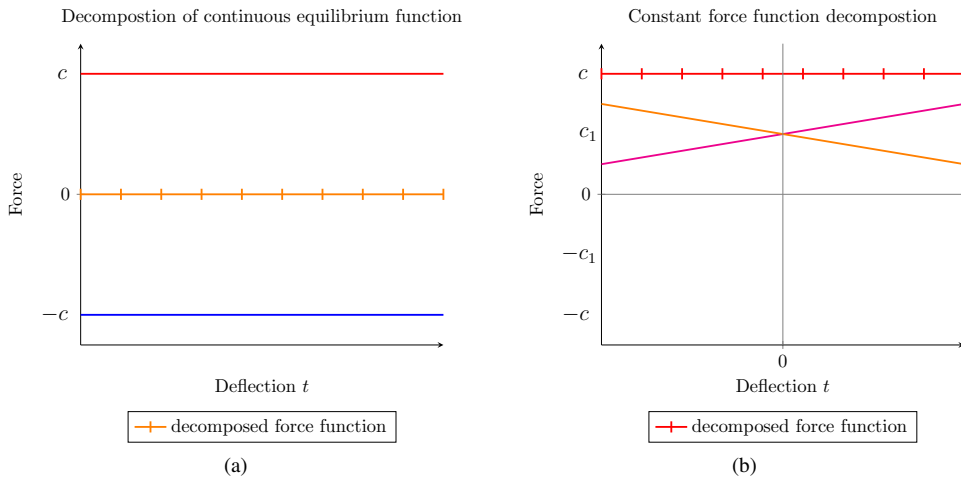 Decompostion of continuous equilibrium function
c
0
−c
Force
Deflection t
decomposed force function
(a)
Constant force function decompostion
c
c₁
0
−c₁
−c
Force
0
Deflection t
decomposed force function
(b)